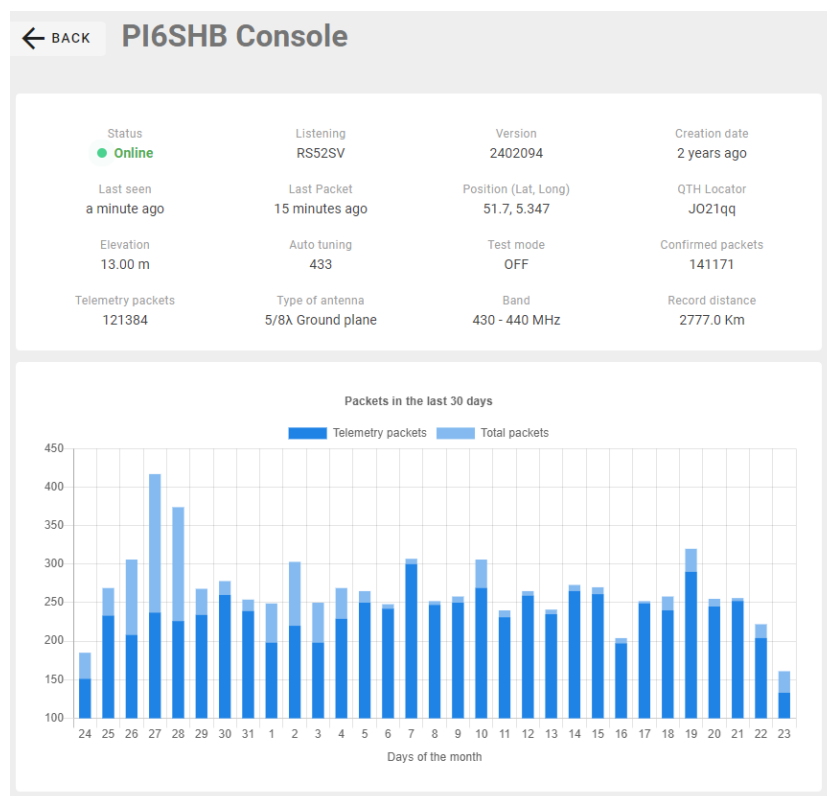 BACK PI6SHB Console
Status Listening Version Creation date
Online RS52SV 2402094 2 years ago
Last seen Last Packet Position (Lat, Long) QTH Locator
a minute ago 15 minutes ago 51.7, 5.347 JO21qq
Elevation Auto tuning Test mode Confirmed packets
13.00 m 433 OFF 141171
Telemetry packets Type of antenna Band Record distance
121384 5/8λ Ground plane 430 - 440 MHz 2777.0 Km
Packets in the last 30 days
Telemetry packets Total packets
450
400
350
300
250
200
150
100
24 25 26 27 28 29 30 31 1 2 3 4 5 6 7 8 9 10 11 12 13 14 15 16 17 18 19 20 21 22 23
Days of the month